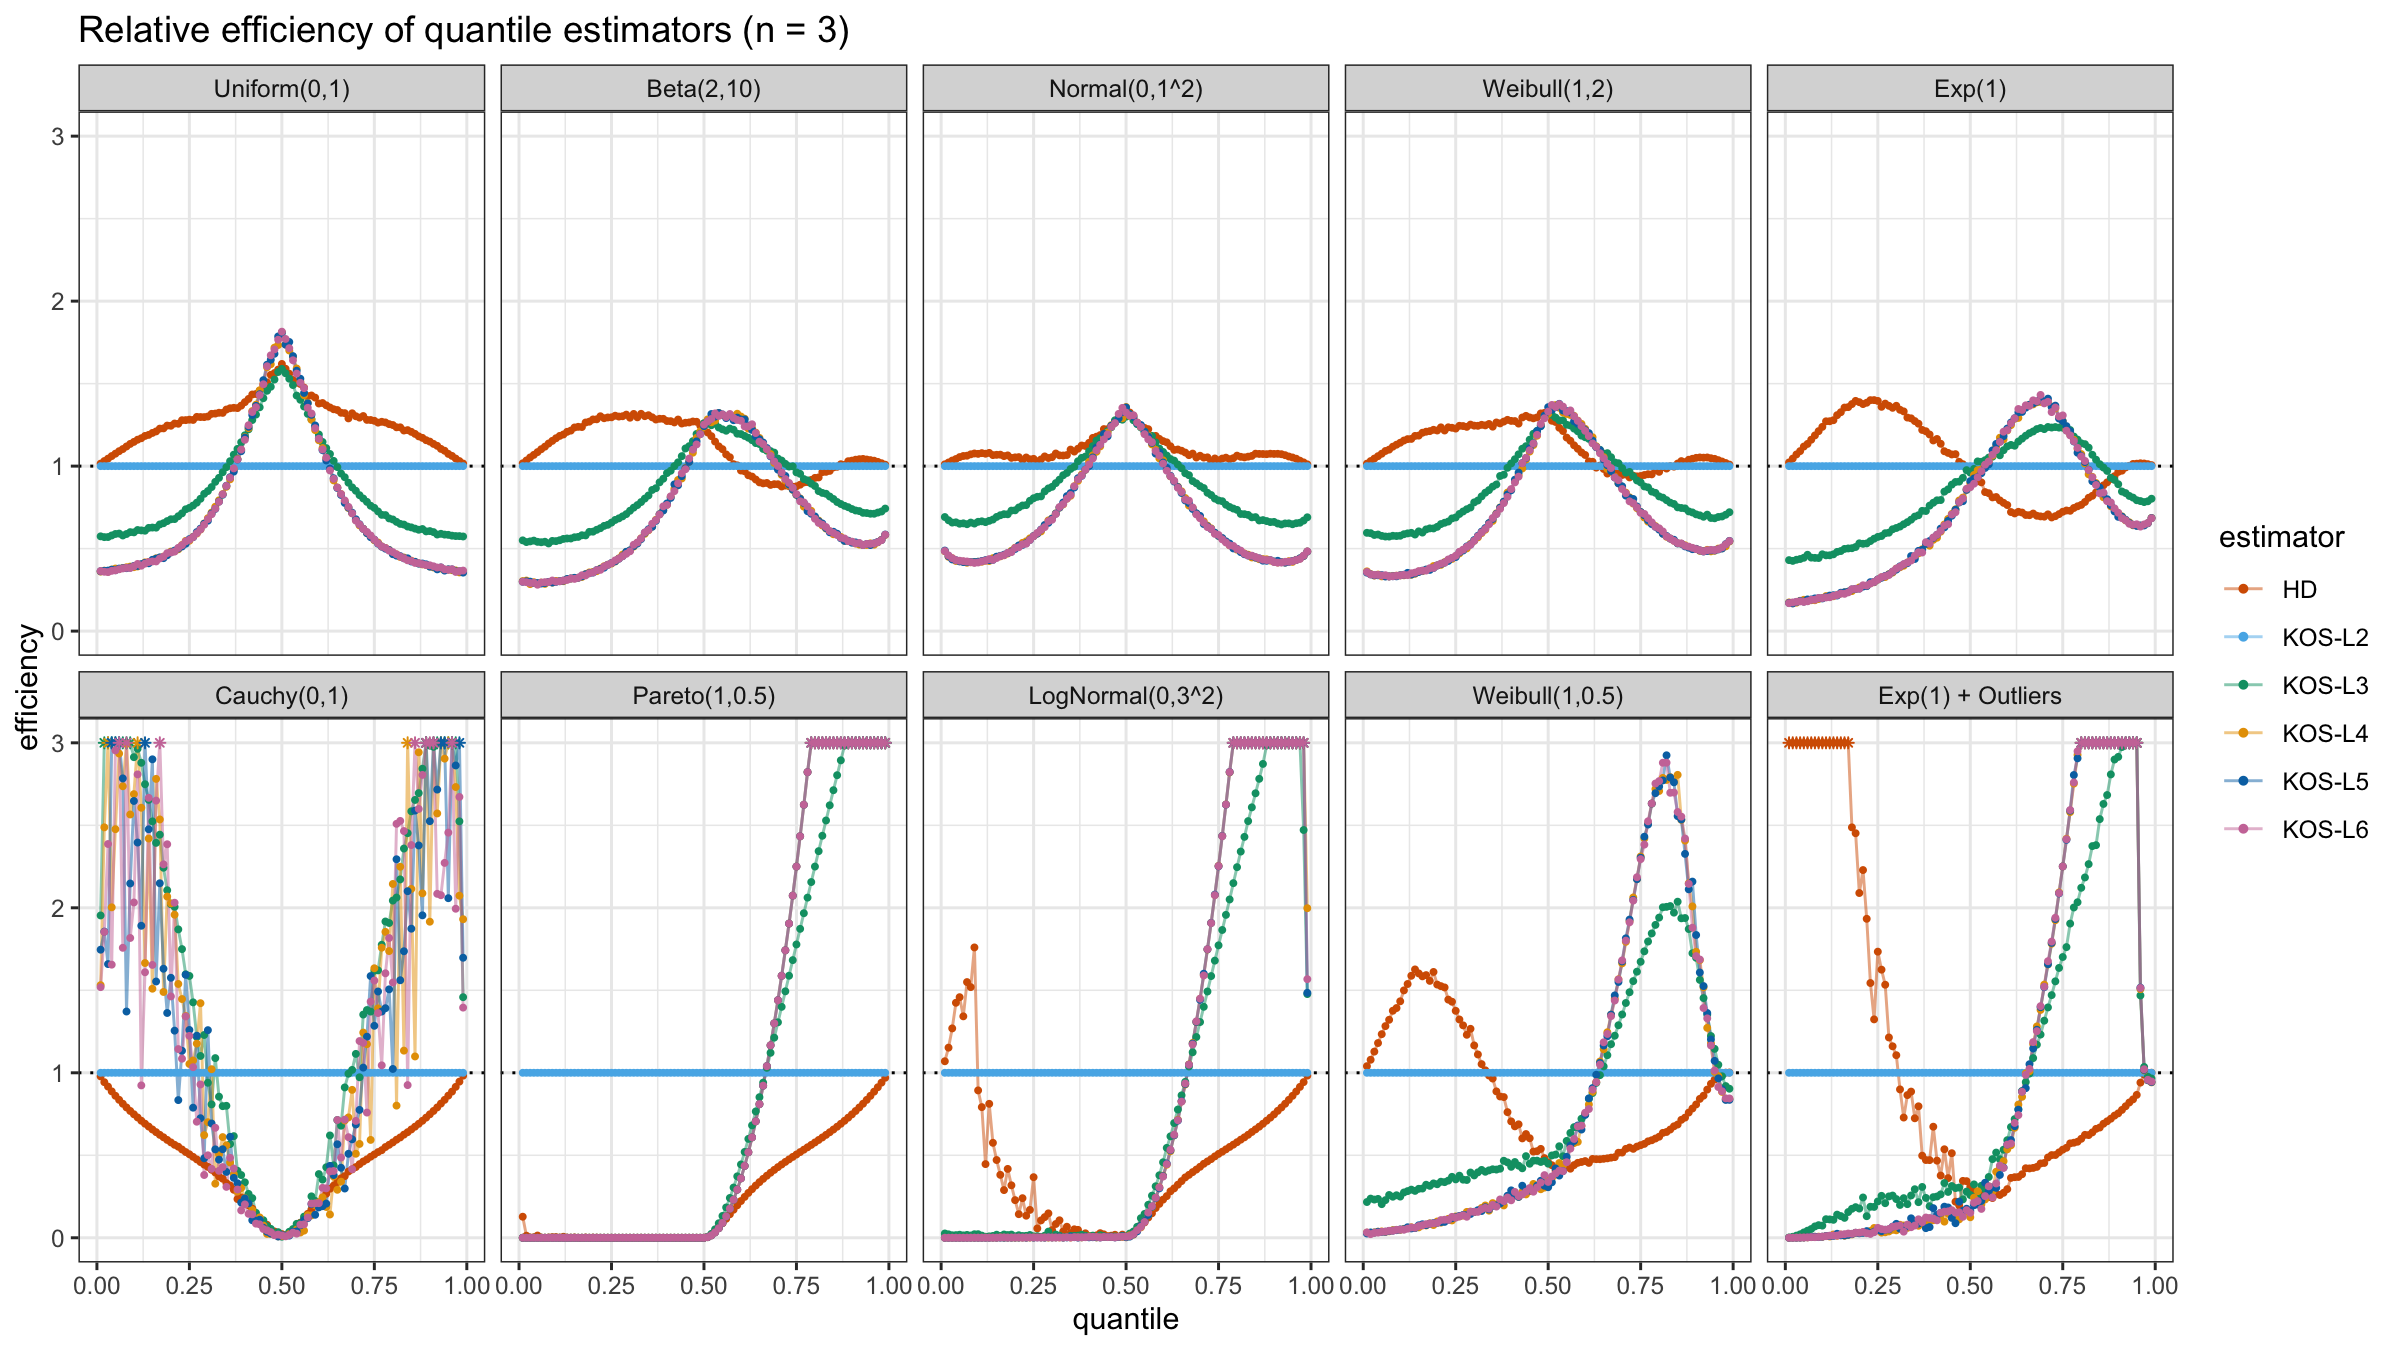 Relative efficiency of quantile estimators (n = 3)
Uniform(0,1)
Beta(2,10)
Normal(0,1^2)
Weibull(1,2)
Exp(1)
3
2
1
0
efficiency
Cauchy(0,1)
Pareto(1,0.5)
LogNormal(0,3^2)
Weibull(1,0.5)
Exp(1) + Outliers
3
2
1
0
0.00 0.25 0.50 0.75 1.00
0.00 0.25 0.50 0.75 1.00
0.00 0.25 0.50 0.75 1.00
0.00 0.25 0.50 0.75 1.00
0.00 0.25 0.50 0.75 1.00
quantile
estimator
HD
KOS-L2
KOS-L3
KOS-L4
KOS-L5
KOS-L6